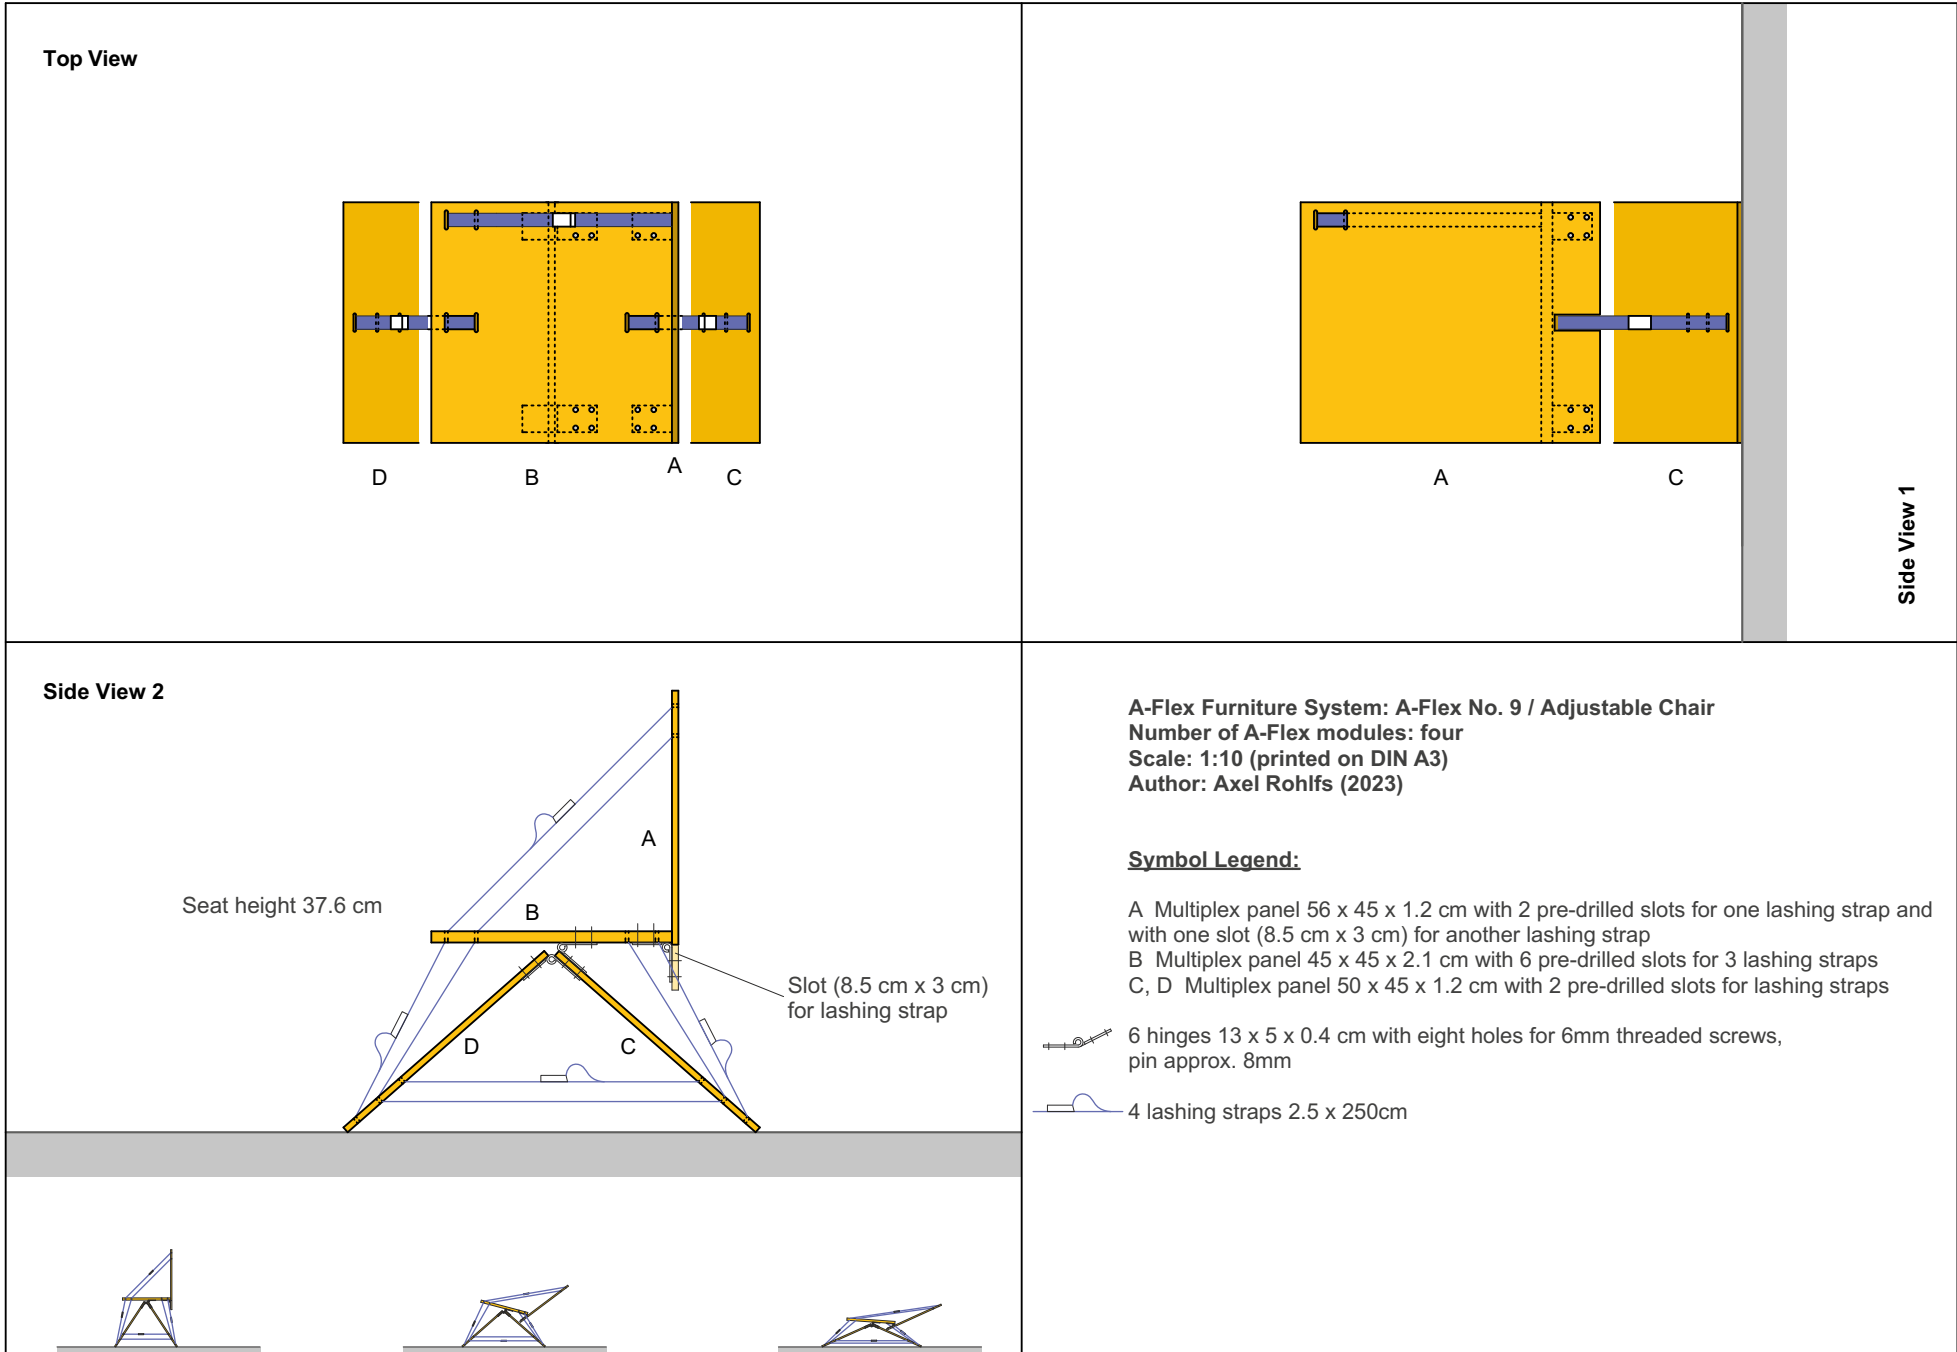 Top View
D
B
A
C
A
C
Side View 1
Side View 2
A
Seat height 37.6 cm
B
Slot (8.5 cm x 3 cm)
for lashing strap
D
C
A-Flex Furniture System: A-Flex No. 9 / Adjustable Chair
Number of A-Flex modules: four
Scale: 1:10 (printed on DIN A3)
Author: Axel Rohlfs (2023)
Symbol Legend:
A Multiplex panel 56 x 45 x 1.2 cm with 2 pre-drilled slots for one lashing strap and
with one slot (8.5 cm x 3 cm) for another lashing strap
B Multiplex panel 45 x 45 x 2.1 cm with 6 pre-drilled slots for 3 lashing straps
C, D Multiplex panel 50 x 45 x 1.2 cm with 2 pre-drilled slots for lashing straps
6 hinges 13 x 5 x 0.4 cm with eight holes for 6mm threaded screws,
pin approx. 8mm
4 lashing straps 2.5 x 250cm